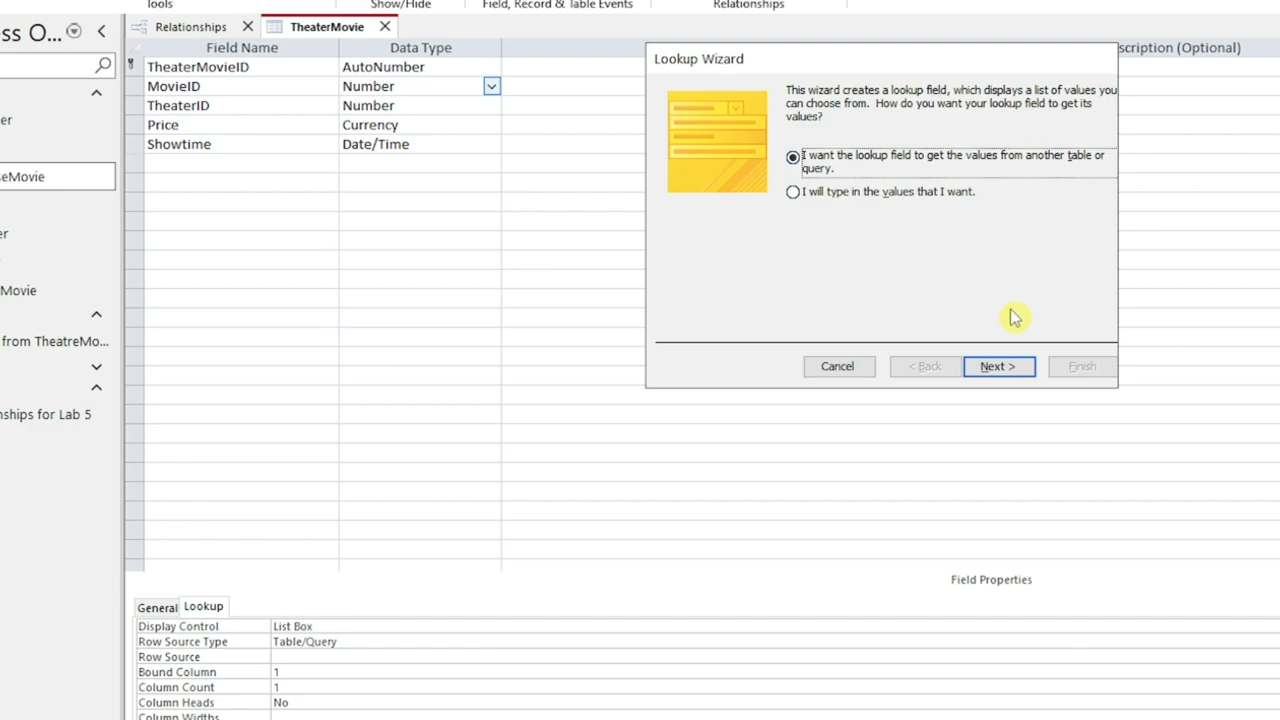 Tools Show/Hide Field, Record & Table Events Relationships
ess O...
Relationships TheaterMovie
Field Name Data Type scription (Optional)
TheaterMovieID AutoNumber
MovieID Number
TheaterID Number
Price Currency
Showtime Date/Time
er
seMovie
er
Movie
from TheatreMo...
nships for Lab 5
Lookup Wizard
This wizard creates a lookup field, which displays a list of values you
can choose from. How do you want your lookup field to get its
values?
I want the lookup field to get the values from another table or
query.
I will type in the values that I want.
Cancel < Back Next > Finish
Field Properties
General Lookup
Display Control List Box
Row Source Type Table/Query
Row Source
Bound Column 1
Column Count 1
Column Heads No
Column Widths